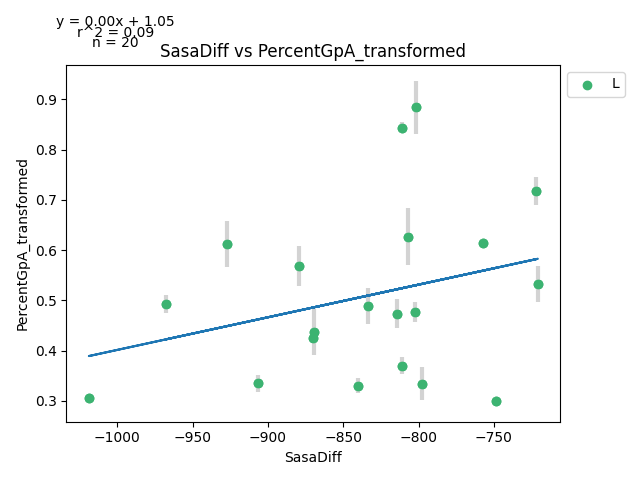 y = 0.00x + 1.05
r^2 = 0.09
n = 20
SasaDiff vs PercentGpA_transformed
L
PercentGpA_transformed
0.9
0.8
0.7
0.6
0.5
0.4
0.3
−1000
−950
−900
−850
−800
−750
SasaDiff